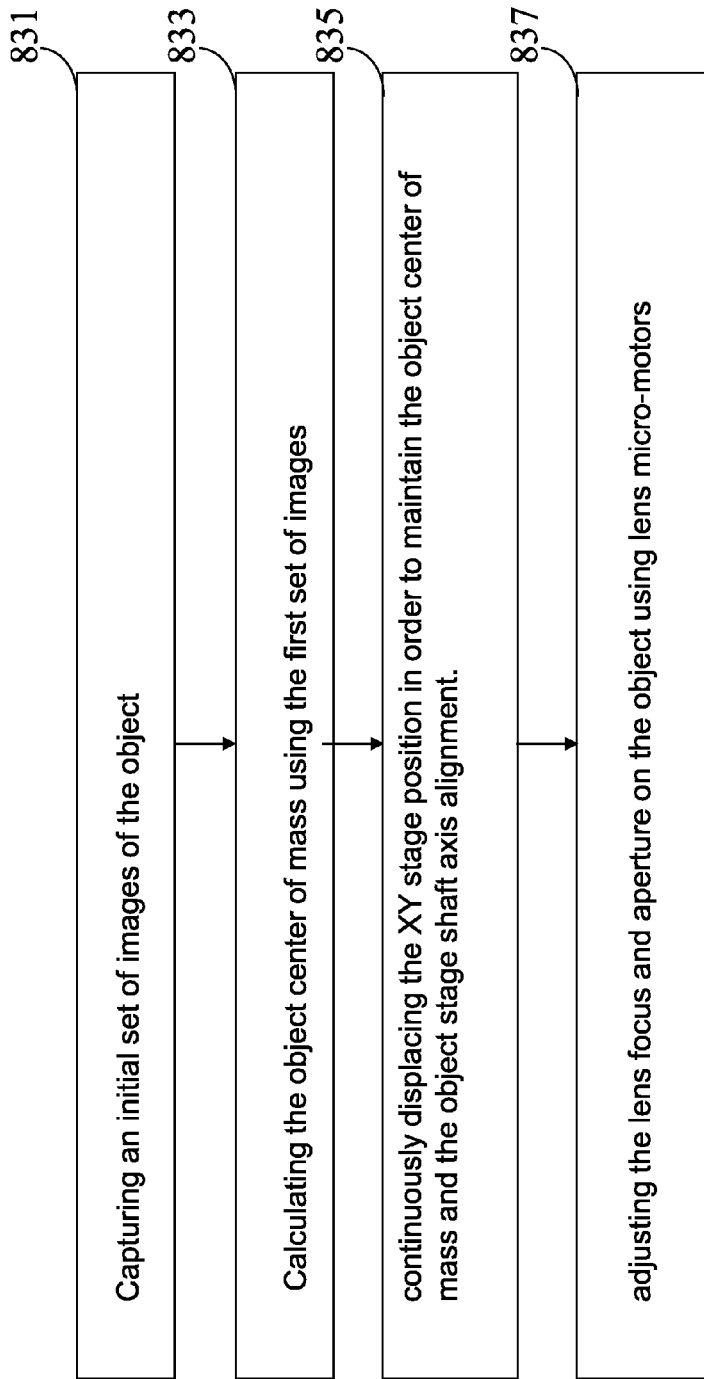 831
Capturing an initial set of images of the object
833
Calculating the object center of mass using the first set of images
835
continuously displacing the XY stage position in order to maintain the object center of
mass and the object stage shaft axis alignment.
837
adjusting the lens focus and aperture on the object using lens micro-motors